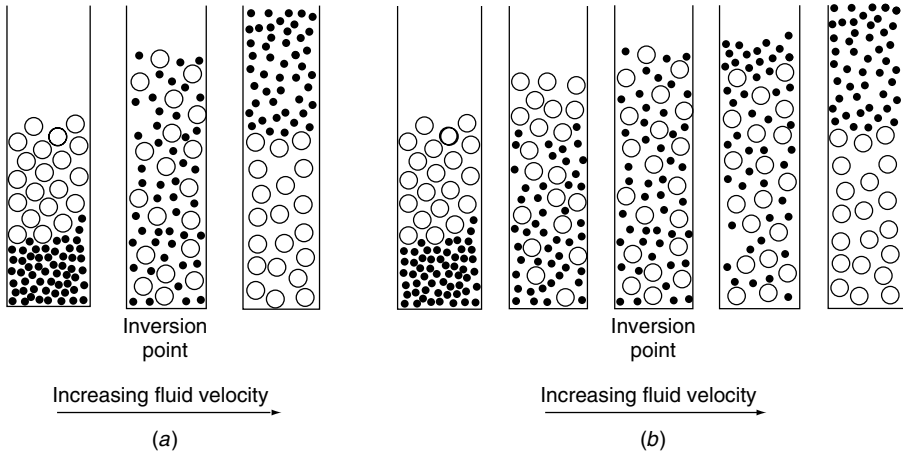 Inversion
point
Increasing fluid velocity
(a)
Inversion
point
Increasing fluid velocity
(b)